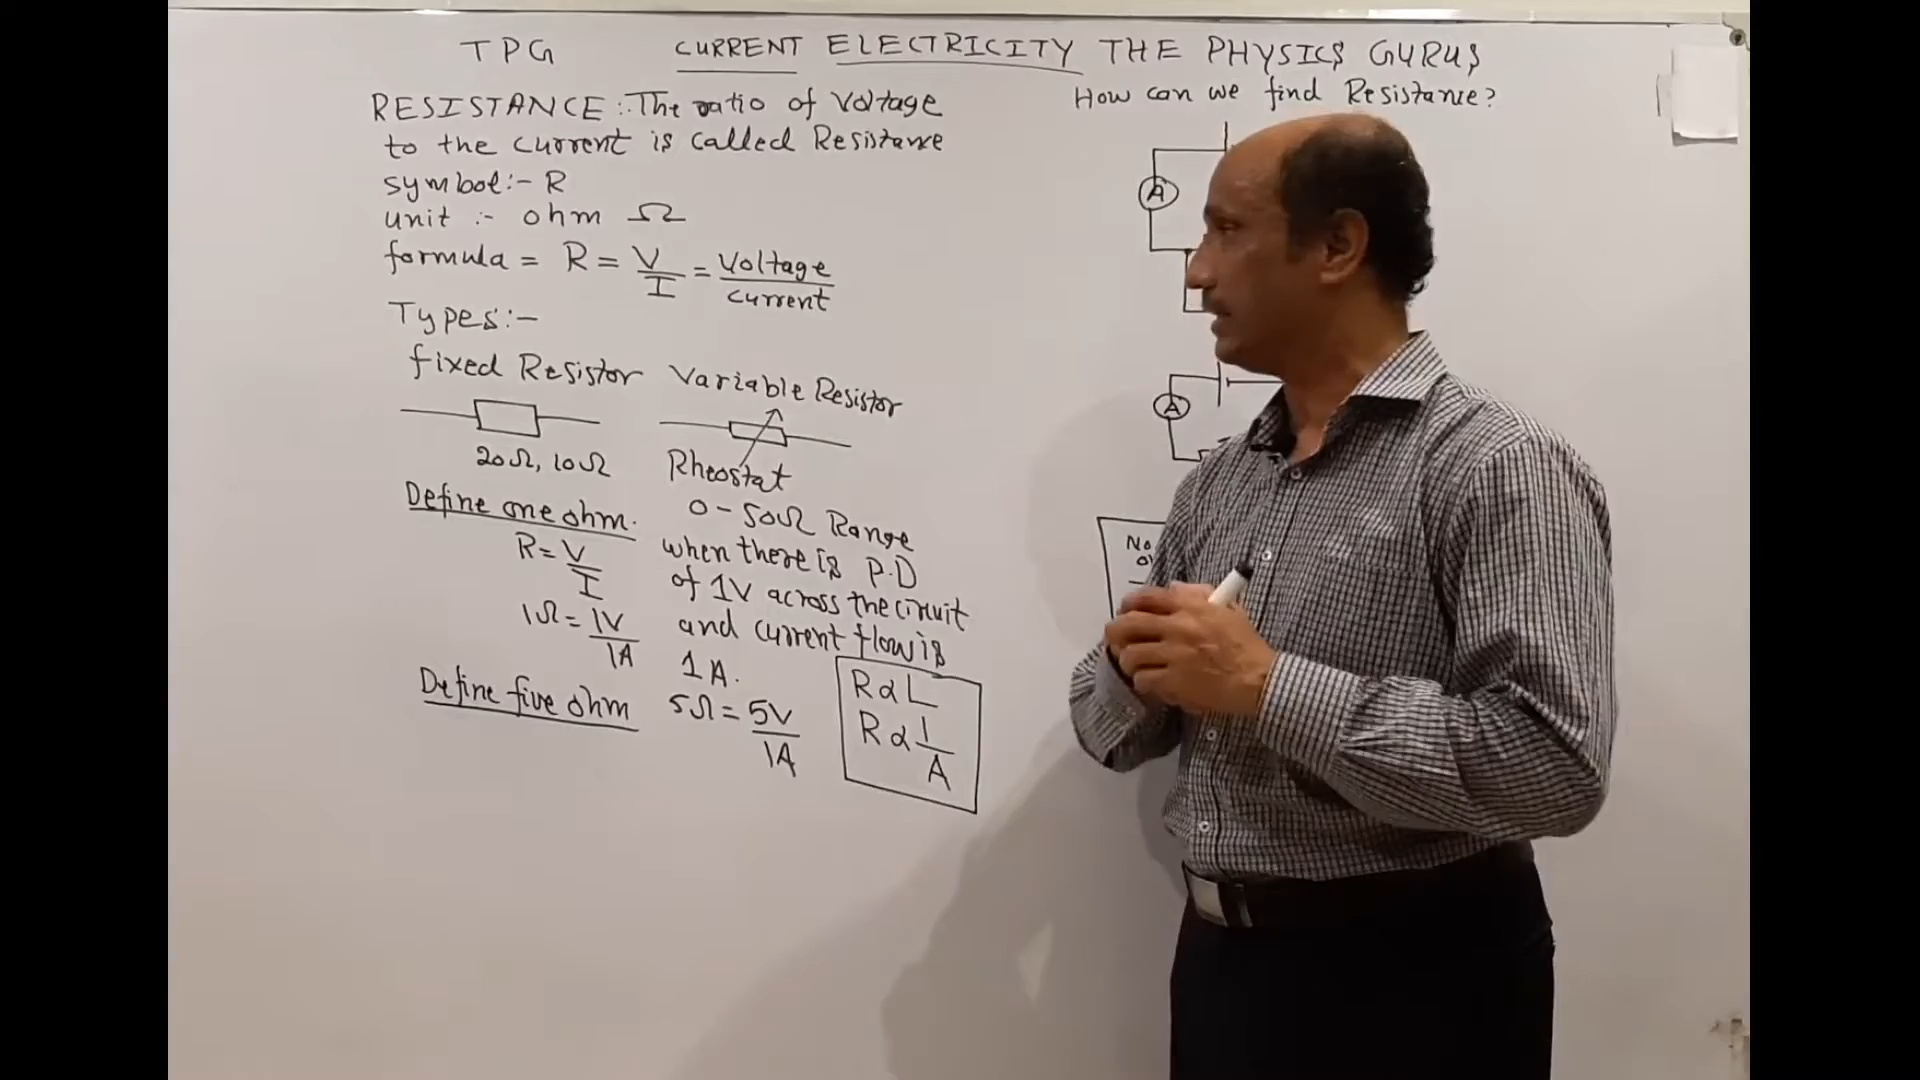 TPG CURRENT ELECTRICITY THE PHYSICS GURUS
RESISTANCE:- The ratio of Voltage
to the current is called Resistance
symbol:- R
unit :- ohm Ω
formula = R = V/I = Voltage/current
Types:-
fixed Resistor Variable Resistor
20Ω, 10Ω Rheostat
0-50Ω Range
Define one ohm.
R = V/I
1Ω = 1V/1A
when there is P.D
of 1V across the circuit
and current flow is
1A.
Define five ohm 5Ω = 5V/1A
R α L
R α 1/A
How can we find Resistance?
A
A
No